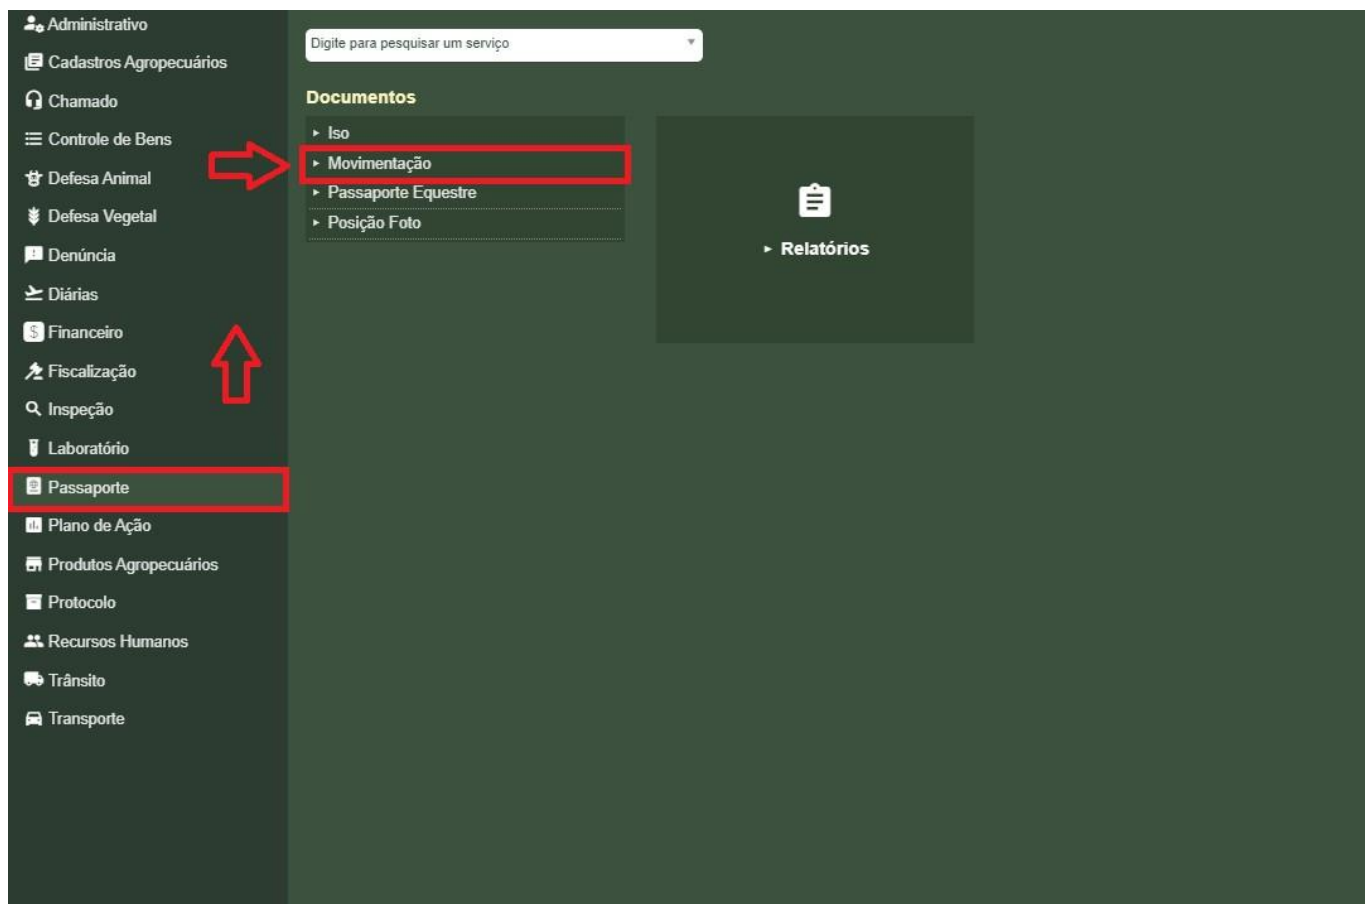 Administrativo
Cadastros Agropecuários
Chamado
Controle de Bens
Defesa Animal
Defesa Vegetal
Denúncia
Diárias
Financeiro
Fiscalização
Inspeção
Laboratório
Passaporte
Plano de Ação
Produtos Agropecuários
Protocolo
Recursos Humanos
Trânsito
Transporte
Digite para pesquisar um serviço
Documentos
Iso
Movimentação
Passaporte Equestre
Posição Foto
Relatórios